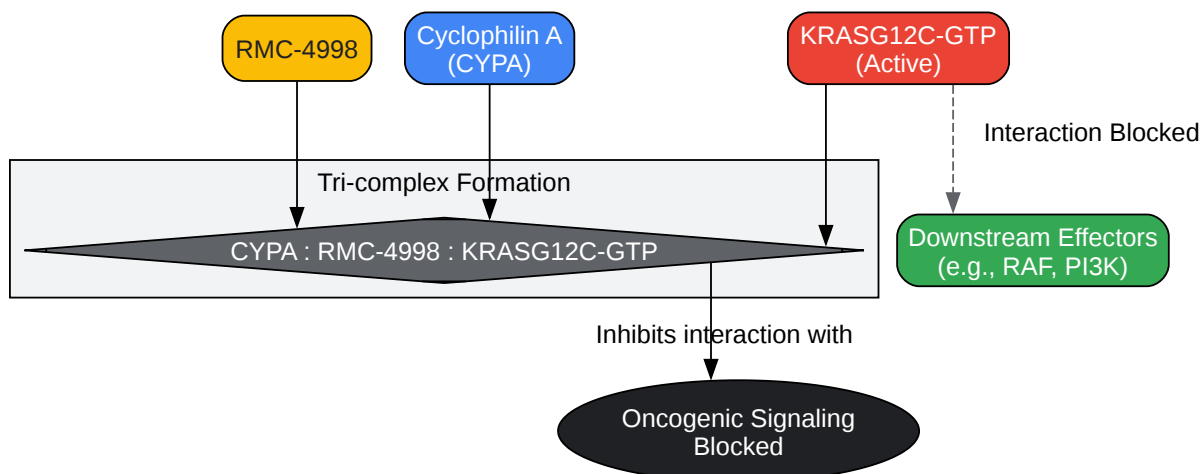 RMC-4998
Cyclophilin A
(CYPA)
KRASG12C-GTP
(Active)
Interaction Blocked
Tri-complex Formation
CYPA : RMC-4998 : KRASG12C-GTP
Downstream Effectors
(e.g., RAF, PI3K)
Inhibits interaction with
Oncogenic Signaling
Blocked